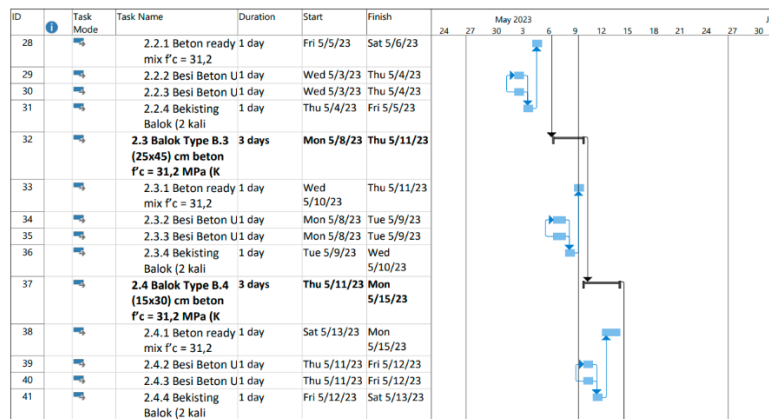 ID Task Mode Task Name Duration Start Finish
May 2023 J
24 27 30 3 6 9 12 15 18 21 24 27 30
28 2.2.1 Beton ready 1 day Fri 5/5/23 Sat 5/6/23
mix f'c = 31,2
29 2.2.2 Besi Beton U 1 day Wed 5/3/23 Thu 5/4/23
30 2.2.3 Besi Beton U 1 day Wed 5/3/23 Thu 5/4/23
31 2.2.4 Bekisting 1 day Thu 5/4/23 Fri 5/5/23
Balok (2 kali
32 2.3 Balok Type B.3 3 days Mon 5/8/23 Thu 5/11/23
(25x45) cm beton
f'c = 31,2 MPa (K
33 2.3.1 Beton ready 1 day Wed Thu 5/11/23
mix f'c = 31,2 5/10/23
34 2.3.2 Besi Beton U 1 day Mon 5/8/23 Tue 5/9/23
35 2.3.3 Besi Beton U 1 day Mon 5/8/23 Tue 5/9/23
36 2.3.4 Bekisting 1 day Tue 5/9/23 Wed
Balok (2 kali 5/10/23
37 2.4 Balok Type B.4 3 days Thu 5/11/23 Mon
(15x30) cm beton 5/15/23
f'c = 31,2 MPa (K
38 2.4.1 Beton ready 1 day Sat 5/13/23 Mon
mix f'c = 31,2 5/15/23
39 2.4.2 Besi Beton U 1 day Thu 5/11/23 Fri 5/12/23
40 2.4.3 Besi Beton U 1 day Thu 5/11/23 Fri 5/12/23
41 2.4.4 Bekisting 1 day Fri 5/12/23 Sat 5/13/23
Balok (2 kali